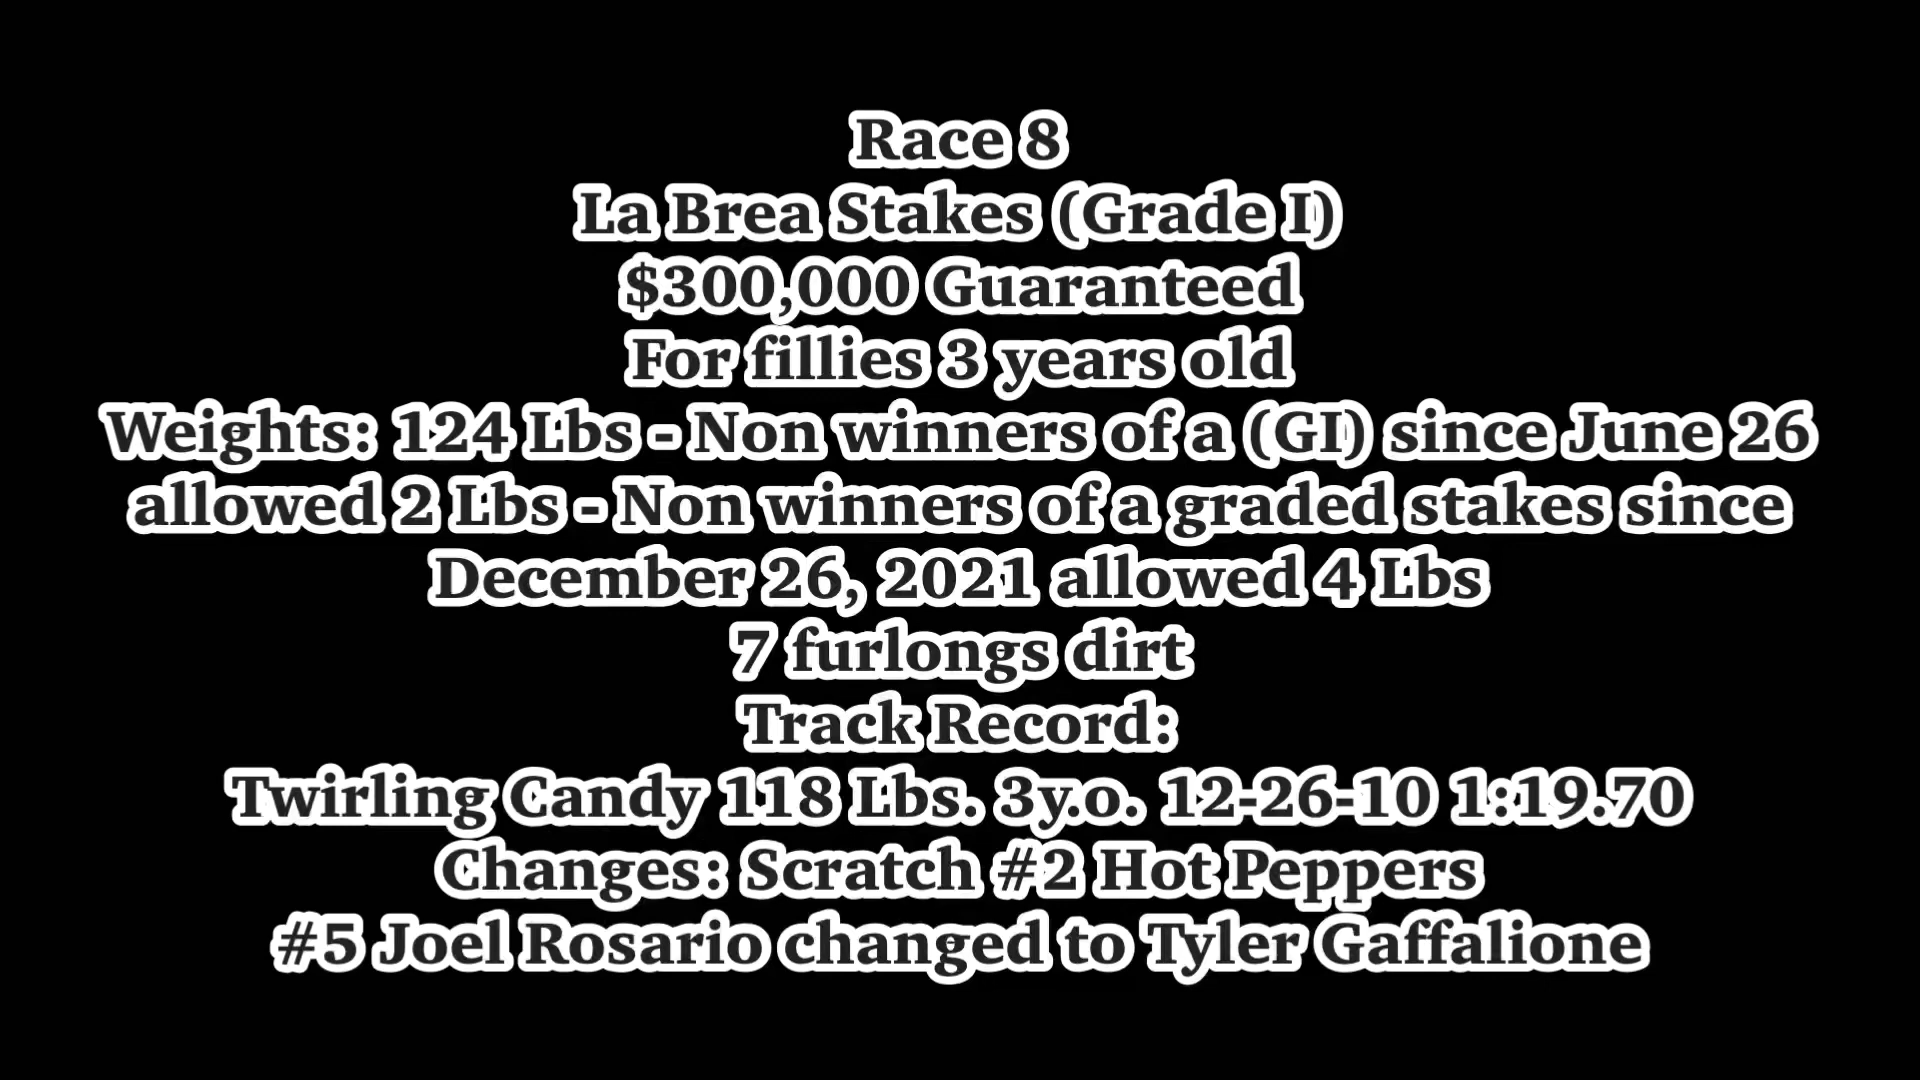 Race 8
La Brea Stakes (Grade I)
$300,000 Guaranteed
For fillies 3 years old
Weights: 124 Lbs - Non winners of a (GI) since June 26
allowed 2 Lbs - Non winners of a graded stakes since
December 26, 2021 allowed 4 Lbs
7 furlongs dirt
Track Record:
Twirling Candy 118 Lbs. 3y.o. 12-26-10 1:19.70
Changes: Scratch #2 Hot Peppers
#5 Joel Rosario changed to Tyler Gaffalione